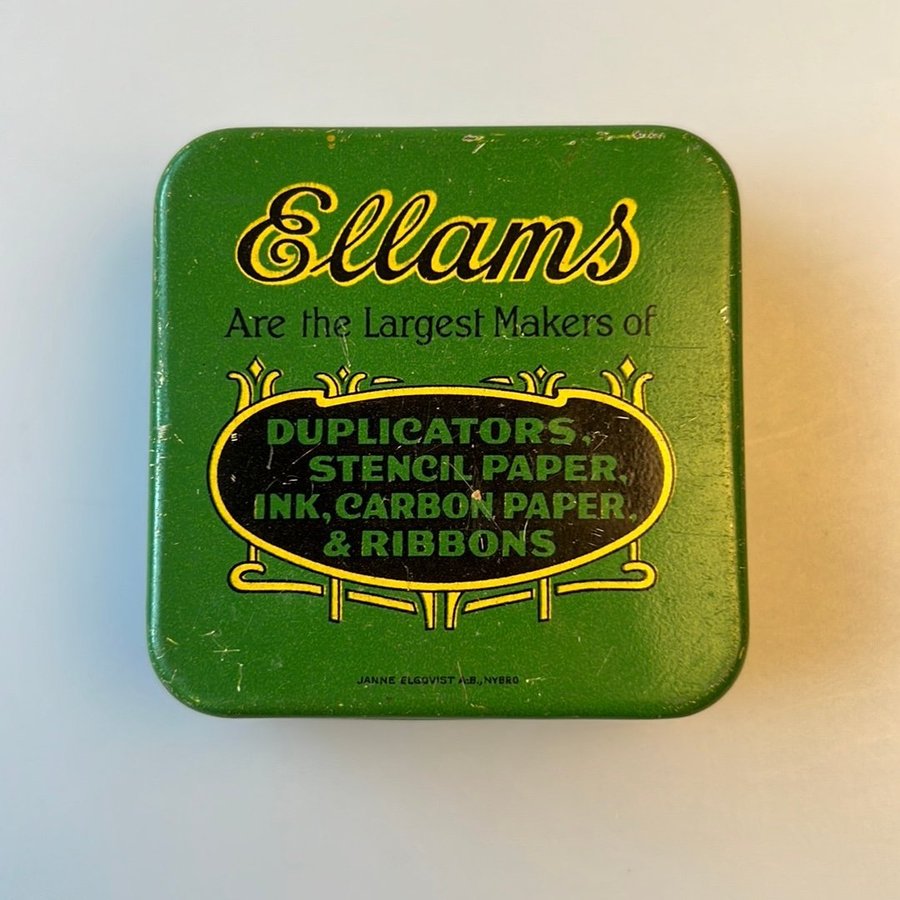 Ellams
Are the Largest Makers of
DUPLICATORS,
STENCIL PAPER,
INK, CARBON PAPER,
& RIBBONS
JANNE ELGQVIST A.-B., NYBRO